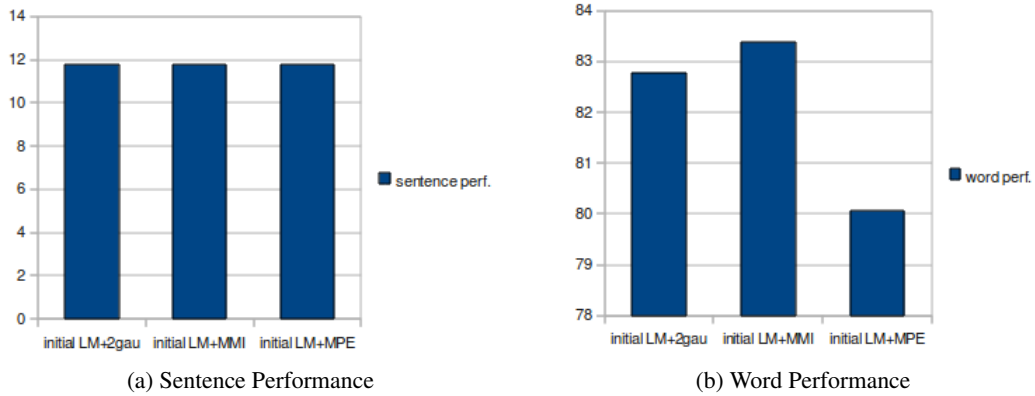 14
12
10
8
6
4
2
0
initial LM+2gau initial LM+MMI initial LM+MPE
sentence perf.
(a) Sentence Performance
84
83
82
81
80
79
78
initial LM+2gau initial LM+MMI initial LM+MPE
word perf.
(b) Word Performance